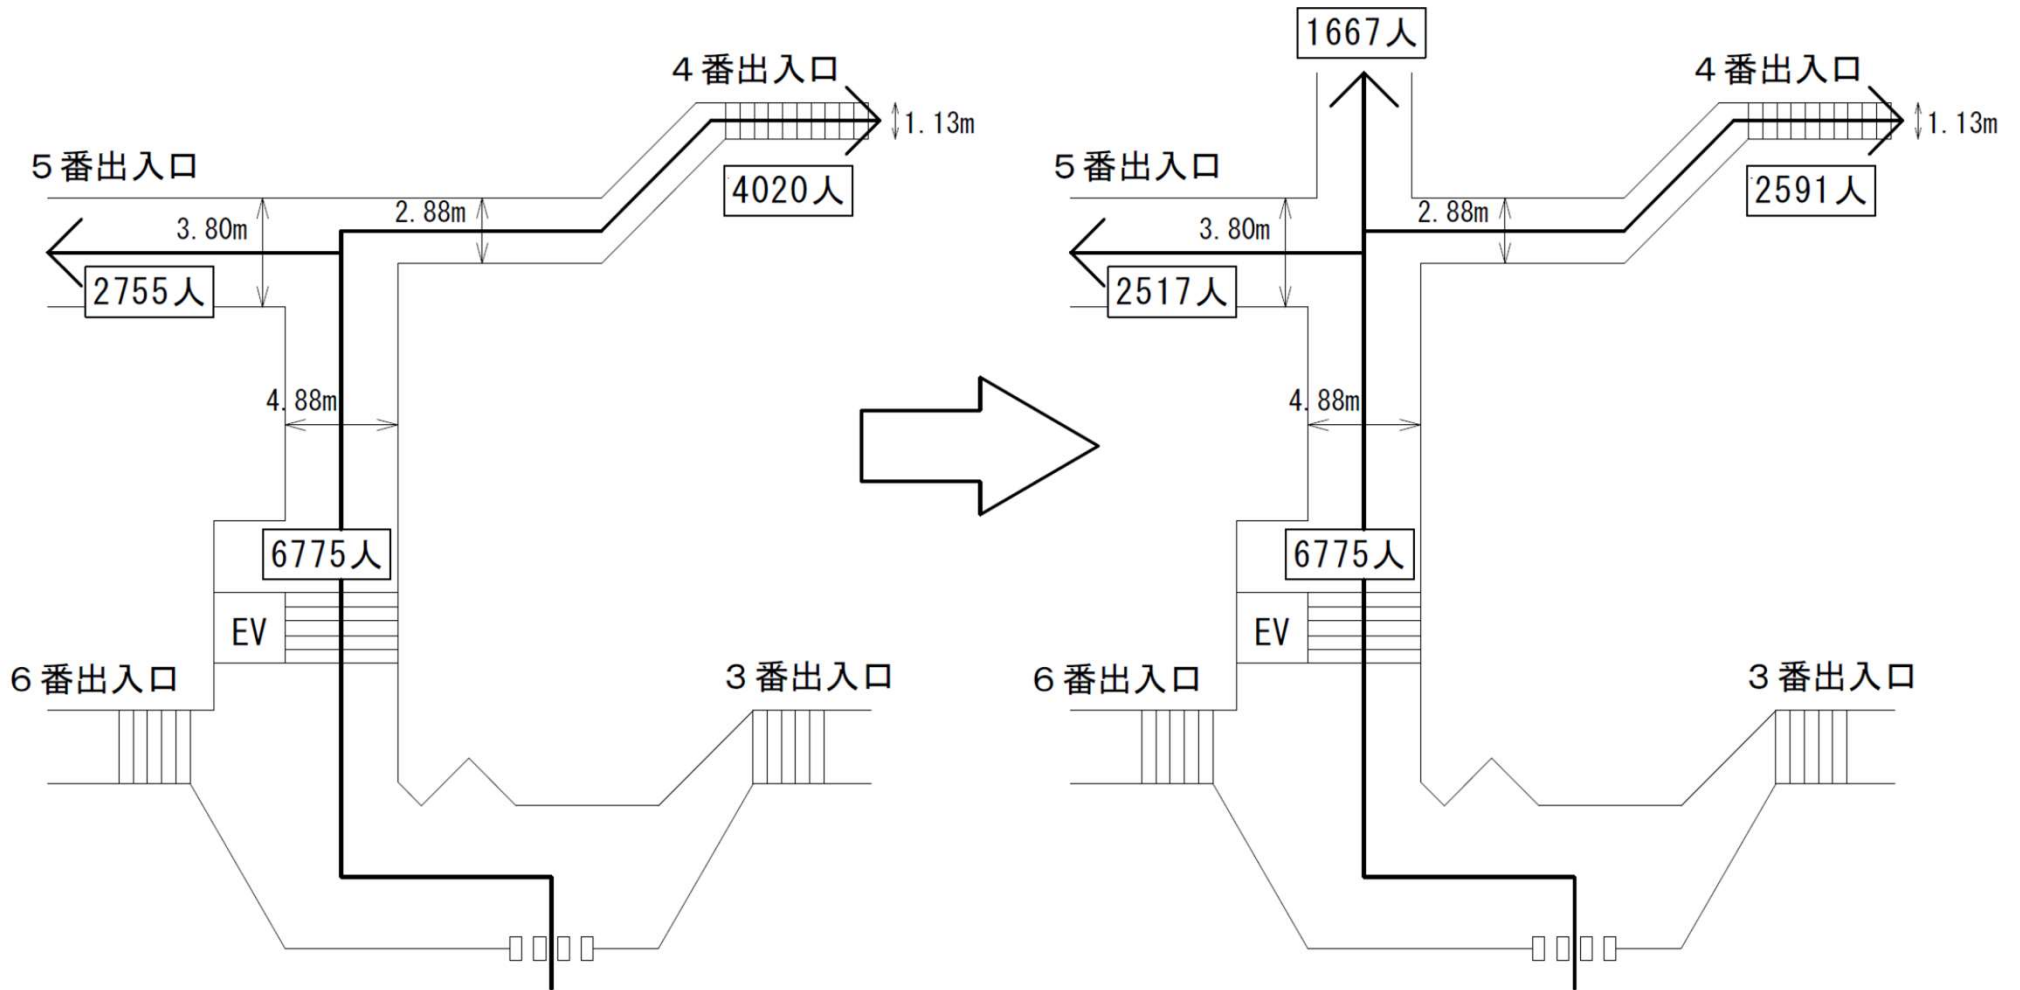 4番出入口
1.13m
5番出入口
4020人
2.88m
3.80m
2755人
4.88m
6775人
EV
6番出入口
3番出入口
1667人
4番出入口
1.13m
5番出入口
2591人
2.88m
3.80m
2517人
4.88m
6775人
EV
6番出入口
3番出入口